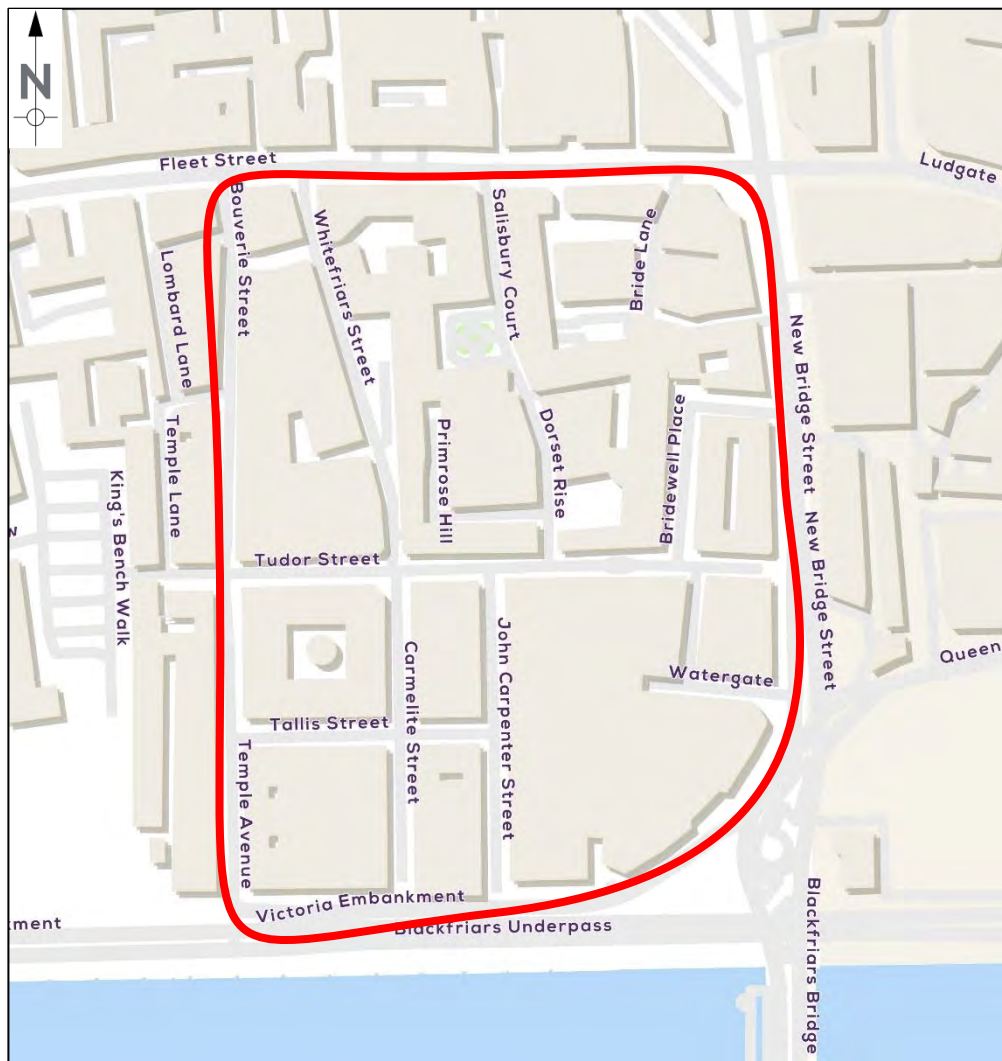 N
Fleet Street
Ludgate
Bouverie Street
Whitefriars Street
Salisbury Court
Bride Lane
Lombard Lane
New Bridge Street
Temple Lane
Primrose Hill
Dorset Rise
Bridewell Place
King's Bench Walk
New Bridge Street
Tudor Street
Carmelite Street
John Carpenter Street
Watergate
Queen
Tallis Street
Temple Avenue
Victoria Embankment
Blackfriars Underpass
Blackfriars Bridge